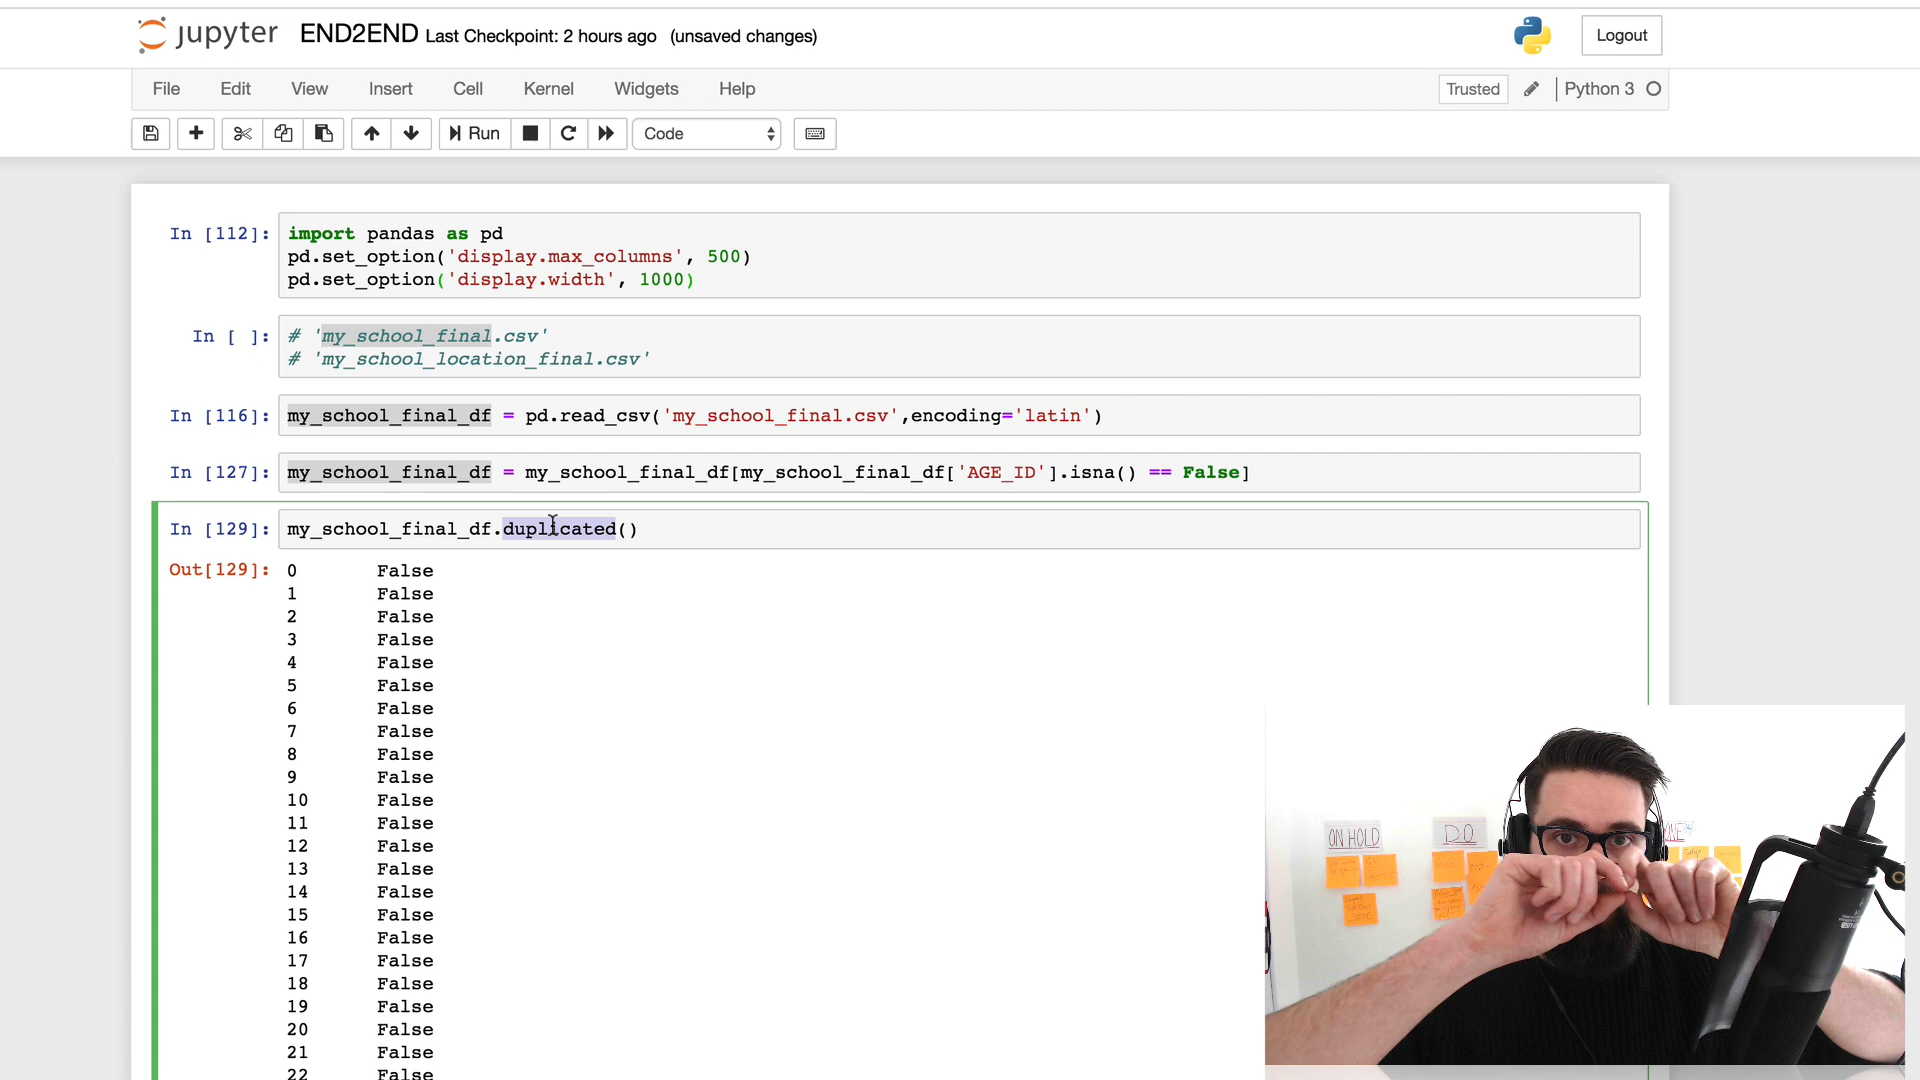 jupyter END2END Last Checkpoint: 2 hours ago (unsaved changes) Logout
File Edit View Insert Cell Kernel Widgets Help Trusted Python 3
Run Code
In [112]: import pandas as pd
pd.set_option('display.max_columns', 500)
pd.set_option('display.width', 1000)
In [ ]: # 'my_school_final.csv'
# 'my_school_location_final.csv'
In [116]: my_school_final_df = pd.read_csv('my_school_final.csv',encoding='latin')
In [127]: my_school_final_df = my_school_final_df[my_school_final_df['AGE_ID'].isna() == False]
In [129]: my_school_final_df.duplicated()
Out[129]: 0 False
1 False
2 False
3 False
4 False
5 False
6 False
7 False
8 False
9 False
10 False
11 False
12 False
13 False
14 False
15 False
16 False
17 False
18 False
19 False
20 False
21 False
22 False
ON HOLD
DO